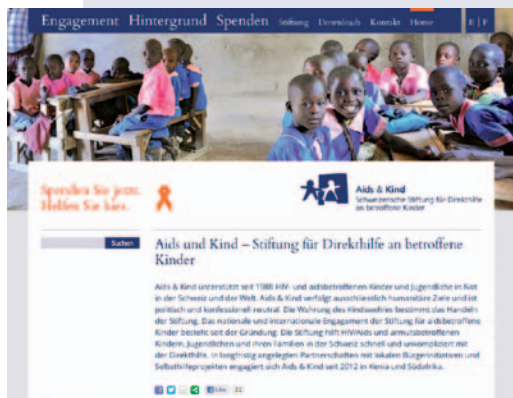 Engagement Hintergrund Spenden Stiftung Downloads Kontakt Home E | F
Spenden Sie jetzt.
Helfen Sie hier.
Aids & Kind
Schweizerische Stiftung für Direkthilfe
an betroffene Kinder
Suchen
Aids und Kind – Stiftung für Direkthilfe an betroffene
Kinder
Aids & Kind unterstützt seit 1988 HIV- und aidsbetroffenen Kinder und Jugendliche in Not
in der Schweiz und der Welt. Aids & Kind verfolgt ausschliesslich humanitäre Ziele und ist
politisch und konfessionell neutral. Die Wahrung des Kindswohles bestimmt das Handeln
der Stiftung. Das nationale und internationale Engagement der Stiftung für aidsbetroffene
Kinder besteht seit der Gründung: Die Stiftung hilft HIV/Aids und armutsbetroffenen
Kindern, Jugendlichen und ihren Familien in der Schweiz schnell und unkompliziert mit
der Direkthilfe. In langfristig angelegten Partnerschaften mit lokalen Bürgerinitiativen und
Selbsthilfeprojekten engagiert sich Aids & Kind seit 2012 in Kenia und Südafrika.
Like 21